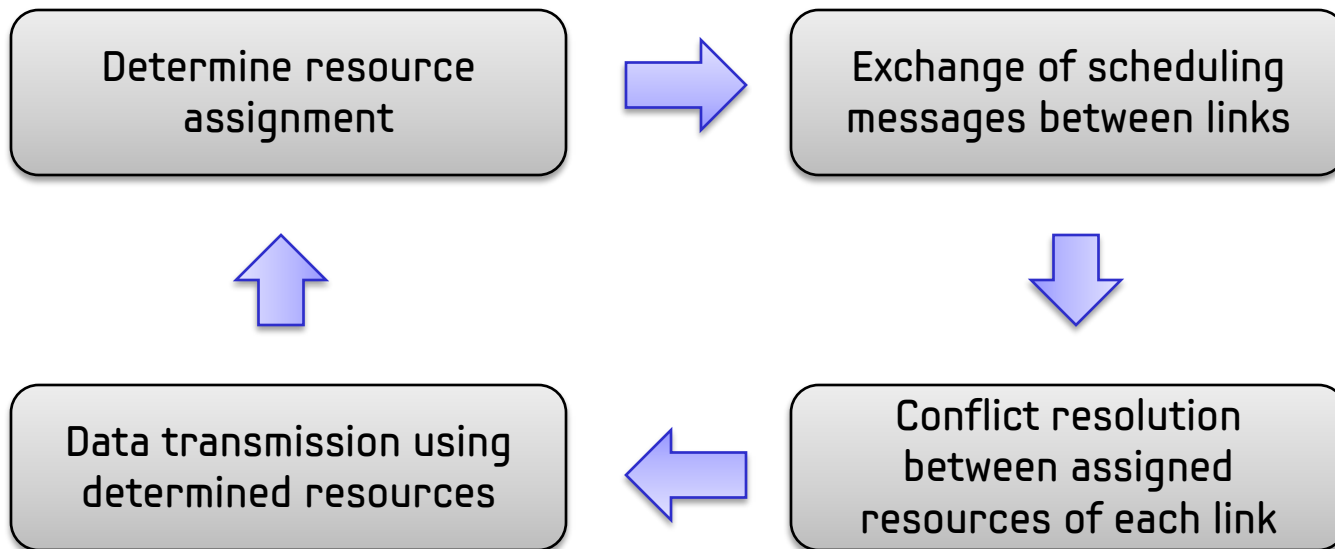 Determine resource
assignment
Exchange of scheduling
messages between links
Data transmission using
determined resources
Conflict resolution
between assigned
resources of each link